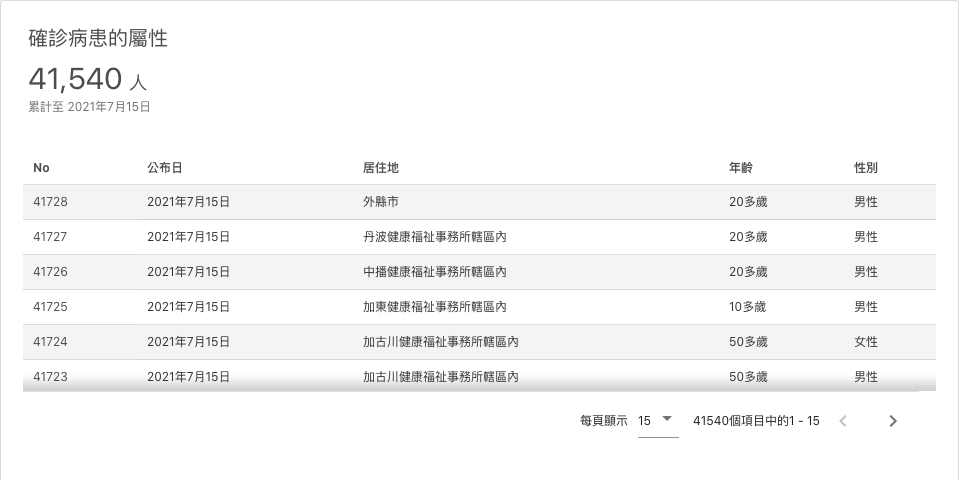 確診病患的屬性
41,540 人
累計至 2021年7月15日
No 公布日 居住地 年齡 性別
41728 2021年7月15日 外縣市 20多歲 男性
41727 2021年7月15日 丹波健康福祉事務所轄區內 20多歲 男性
41726 2021年7月15日 中播健康福祉事務所轄區內 20多歲 男性
41725 2021年7月15日 加東健康福祉事務所轄區內 10多歲 男性
41724 2021年7月15日 加古川健康福祉事務所轄區內 50多歲 女性
41723 2021年7月15日 加古川健康福祉事務所轄區內 50多歲 男性
每頁顯示 15 41540個項目中的1 - 15